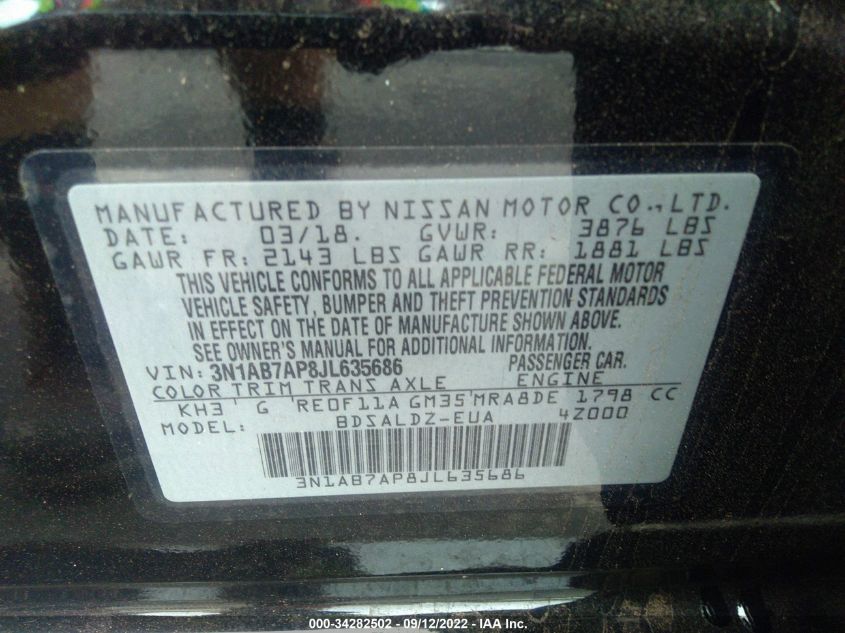 MANUFACTURED BY NISSAN MOTOR CO., LTD.
DATE: 03/18. GVWR: 3876 LBS
GAWR FR: 2143 LBS GAWR RR: 1881 LBS
THIS VEHICLE CONFORMS TO ALL APPLICABLE FEDERAL MOTOR
VEHICLE SAFETY, BUMPER AND THEFT PREVENTION STANDARDS
IN EFFECT ON THE DATE OF MANUFACTURE SHOWN ABOVE.
SEE OWNER'S MANUAL FOR ADDITIONAL INFORMATION.
VIN: 3N1AB7AP8JL635686 PASSENGER CAR.
COLOR TRIM TRANS AXLE ENGINE
KH3 G RE0F11A GM35 MRA8DE 1798 CC
MODEL: BDSALDZ-EUA 4Z000
3N1AB7AP8JL635686
000-34282502 - 09/12/2022 - IAA Inc.